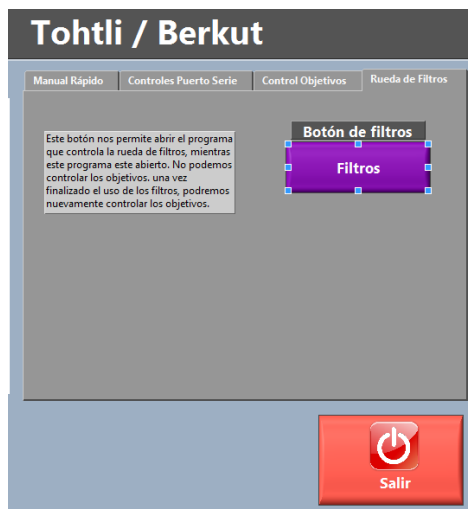 Tohtli / Berkut
Manual Rápido
Controles Puerto Serie
Control Objetivos
Rueda de Filtros
Este botón nos permite abrir el programa
que controla la rueda de filtros, mientras
este programa este abierto. No podemos
controlar los objetivos. una vez
finalizado el uso de los filtros, podremos
nuevamente controlar los objetivos.
Botón de filtros
Filtros
Salir